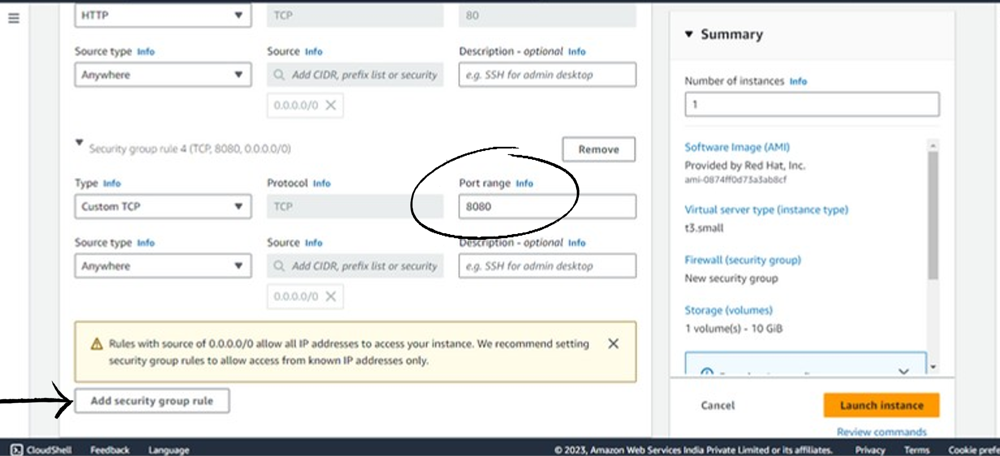 HTTP TCP 80
Source type Info Source Info Description - optional Info
Anywhere Add CIDR, prefix list or security e.g. SSH for admin desktop
0.0.0.0/0
Security group rule 4 (TCP, 8080, 0.0.0.0/0)
Remove
Type Info Protocol Info Port range Info
Custom TCP TCP 8080
Source type Info Source Info Description - optional Info
Anywhere Add CIDR, prefix list or security e.g. SSH for admin desktop
0.0.0.0/0
Rules with source of 0.0.0.0/0 allow all IP addresses to access your instance. We recommend setting
security group rules to allow access from known IP addresses only.
Add security group rule
Summary
Number of instances Info
1
Software Image (AMI)
Provided by Red Hat, Inc.
ami-0874ff0d73a3ab8cf
Virtual server type (instance type)
t3.small
Firewall (security group)
New security group
Storage (volumes)
1 volume(s) - 10 GiB
Cancel Launch instance
Review commands
CloudShell Feedback Language © 2023, Amazon Web Services India Private Limited or its affiliates. Privacy Terms Cookie prefe